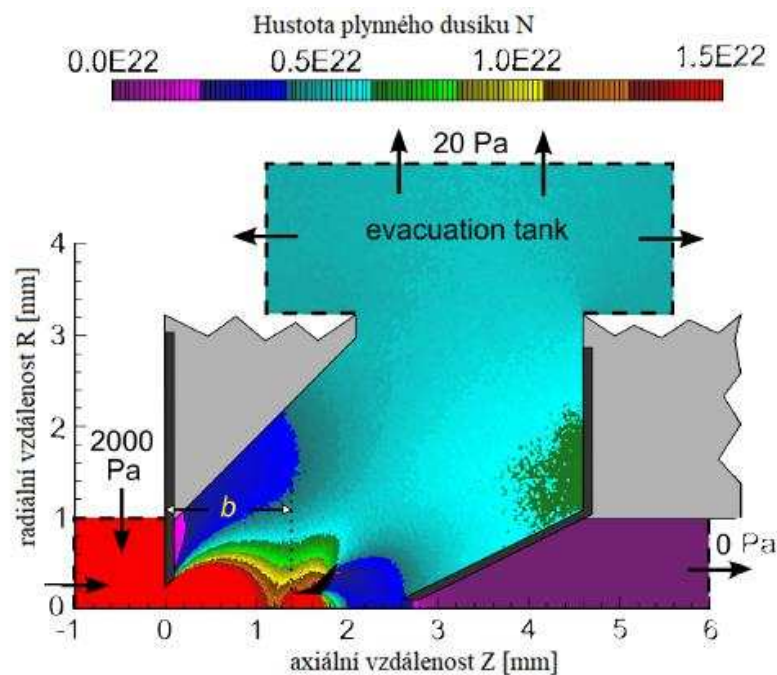 Hustota plynného dusíku N
0.0E22 0.5E22 1.0E22 1.5E22
20 Pa
evacuation tank
4
3
2
1
0
radiální vzdálenost R [mm]
2000
Pa
b
0 Pa
-1 0 1 2 3 4 5 6
axiální vzdálenost Z [mm]